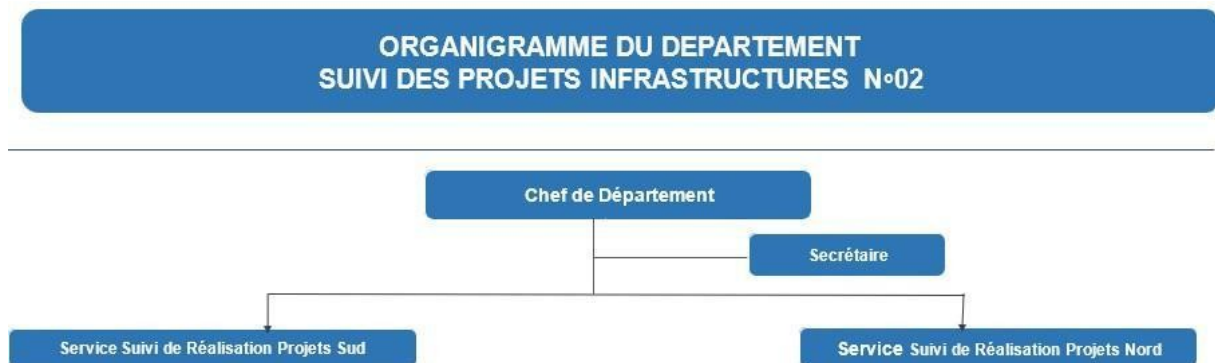 ORGANIGRAMME DU DEPARTEMENT
SUIVI DES PROJETS INFRASTRUCTURES N°02
Chef de Département
Secrétaire
Service Suivi de Réalisation Projets Sud
Service Suivi de Réalisation Projets Nord